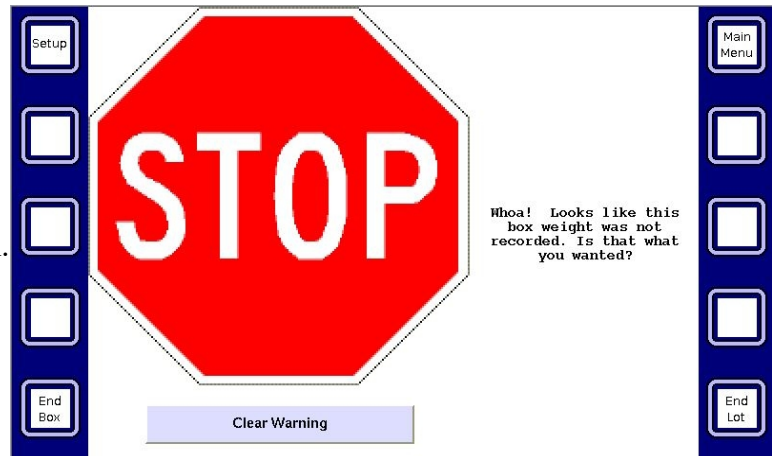 Setup
Main
Menu
STOP
Whoa! Looks like this
box weight was not
recorded. Is that what
you wanted?
End
Box
Clear Warning
End
Lot